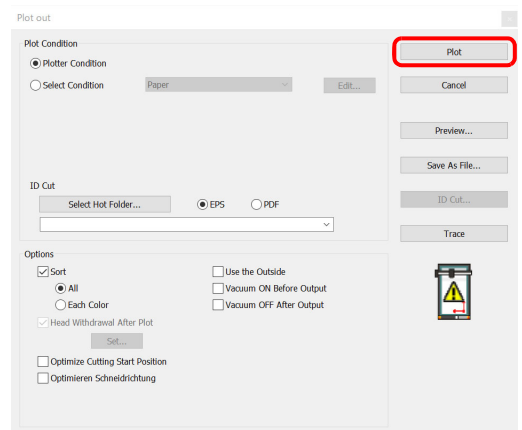 Plot out
Plot Condition
Plotter Condition
Select Condition Paper Edit...
ID Cut
Select Hot Folder... EPS PDF
Options
Sort
All
Each Color
Head Withdrawal After Plot
Set...
Optimize Cutting Start Position
Optimieren Schneidrichtung
Use the Outside
Vacuum ON Before Output
Vacuum OFF After Output
Plot
Cancel
Preview...
Save As File...
ID Cut...
Trace